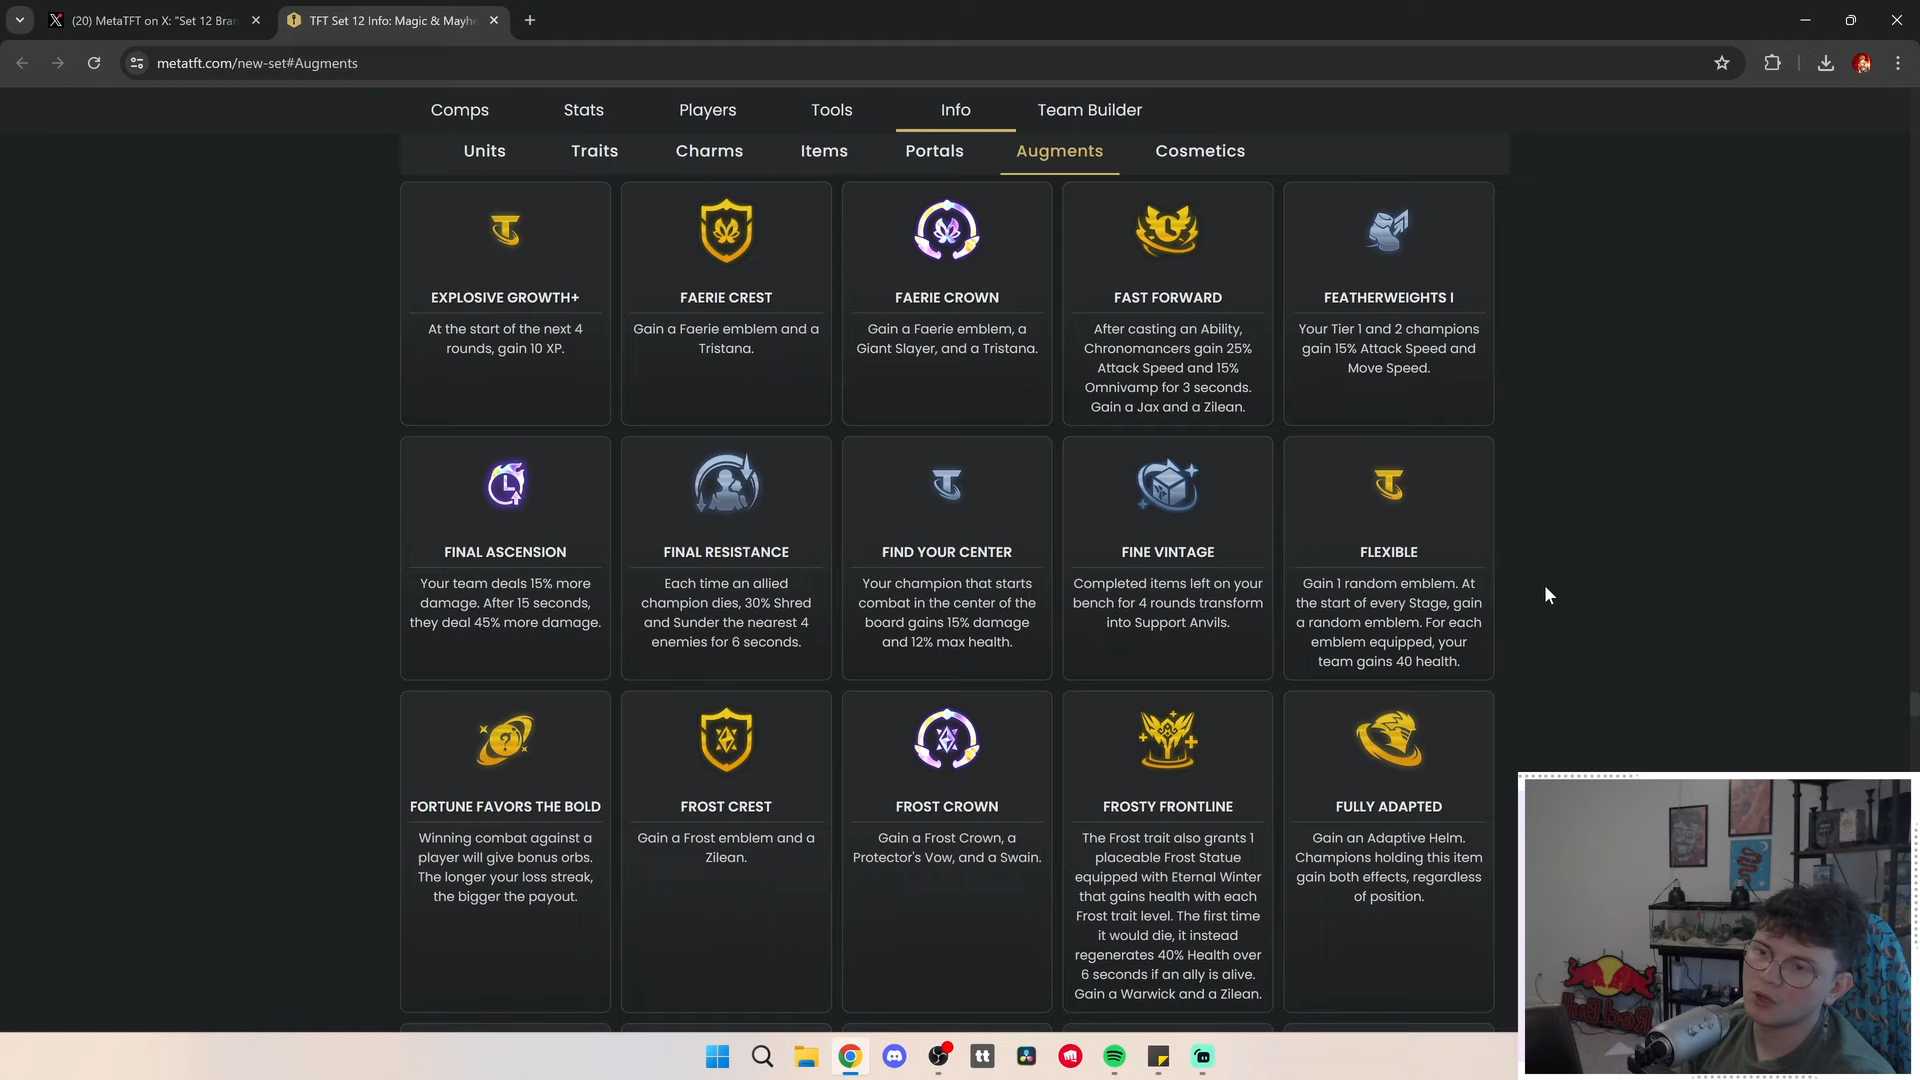 (20) MetaTFT on X: "Set 12 Bran
TFT Set 12 Info: Magic & Mayhe
metatft.com/new-set#Augments
Comps Stats Players Tools Info Team Builder
Units Traits Charms Items Portals Augments Cosmetics
EXPLOSIVE GROWTH+
At the start of the next 4
rounds, gain 10 XP.
FAERIE CREST
Gain a Faerie emblem and a
Tristana.
FAERIE CROWN
Gain a Faerie emblem, a
Giant Slayer, and a Tristana.
FAST FORWARD
After casting an Ability,
Chronomancers gain 25%
Attack Speed and 15%
Omnivamp for 3 seconds.
Gain a Jax and a Zilean.
FEATHERWEIGHTS I
Your Tier 1 and 2 champions
gain 15% Attack Speed and
Move Speed.
FINAL ASCENSION
Your team deals 15% more
damage. After 15 seconds,
they deal 45% more damage.
FINAL RESISTANCE
Each time an allied
champion dies, 30% Shred
and Sunder the nearest 4
enemies for 6 seconds.
FIND YOUR CENTER
Your champion that starts
combat in the center of the
board gains 15% damage
and 12% max health.
FINE VINTAGE
Completed items left on your
bench for 4 rounds transform
into Support Anvils.
FLEXIBLE
Gain 1 random emblem. At
the start of every Stage, gain
a random emblem. For each
emblem equipped, your
team gains 40 health.
FORTUNE FAVORS THE BOLD
Winning combat against a
player will give bonus orbs.
The longer your loss streak,
the bigger the payout.
FROST CREST
Gain a Frost emblem and a
Zilean.
FROST CROWN
Gain a Frost Crown, a
Protector's Vow, and a Swain.
FROSTY FRONTLINE
The Frost trait also grants 1
placeable Frost Statue
equipped with Eternal Winter
that gains health with each
Frost trait level. The first time
it would die, it instead
regenerates 40% Health over
6 seconds if an ally is alive.
Gain a Warwick and a Zilean.
FULLY ADAPTED
Gain an Adaptive Helm.
Champions holding this item
gain both effects, regardless
of position.
Red Bull